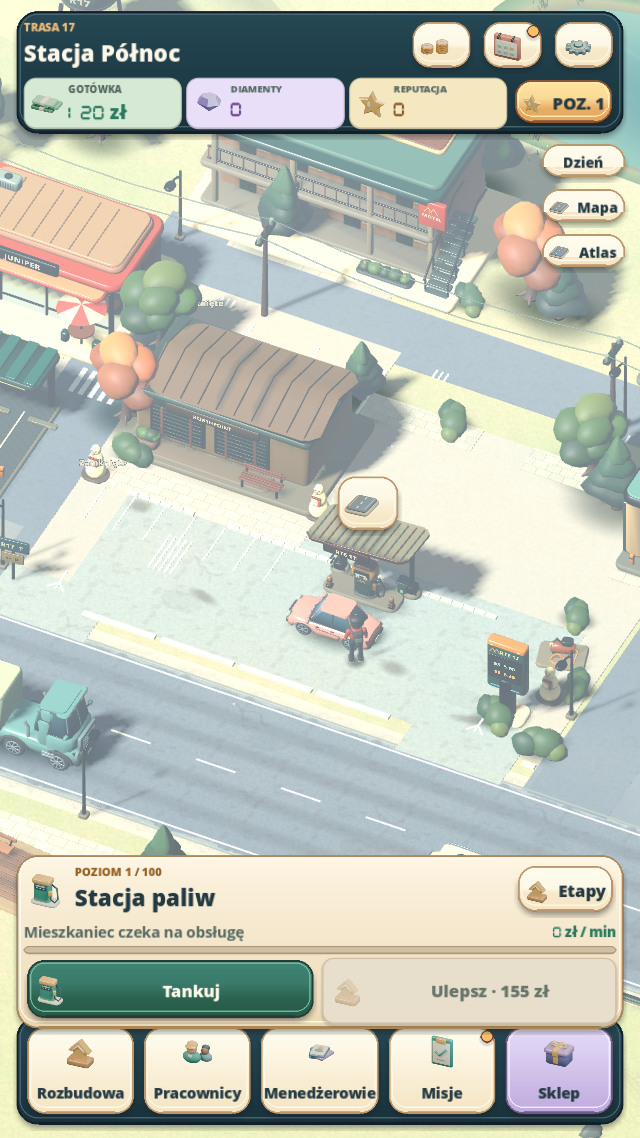 TRASA 17
Stacja Północ
GOTÓWKA
120 zł
DIAMENTY
0
REPUTACJA
0
POZ. 1
Dzień
Mapa
Atlas
MOTEL
JUNIPER
POZIOM 1 / 100
Stacja paliw
Etapy
Mieszkaniec czeka na obsługę
0 zł / min
Tankuj
Ulepsz · 155 zł
Rozbudowa
Pracownicy
Menedżerowie
Misje
Sklep